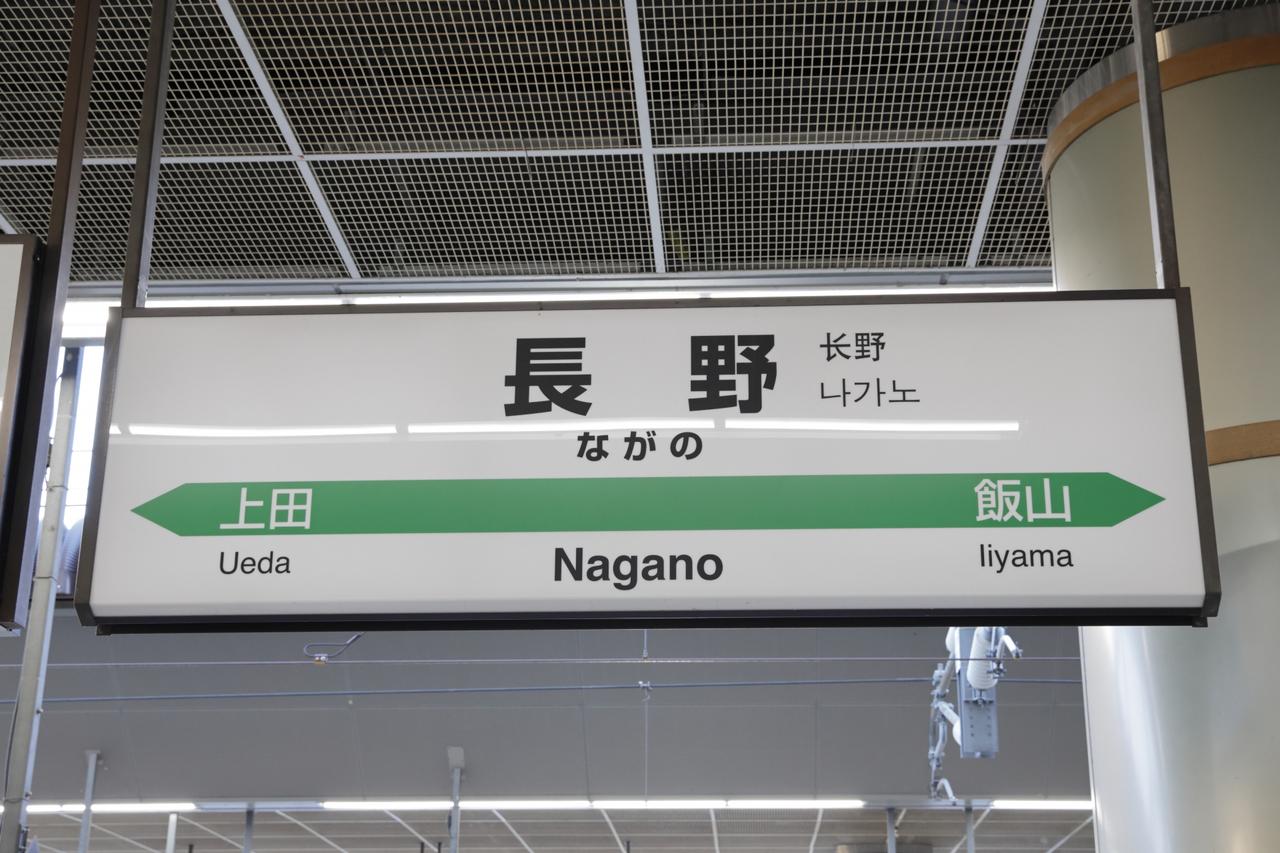 長野
长野
나가노
ながの
上田
飯山
Ueda
Nagano
Iiyama